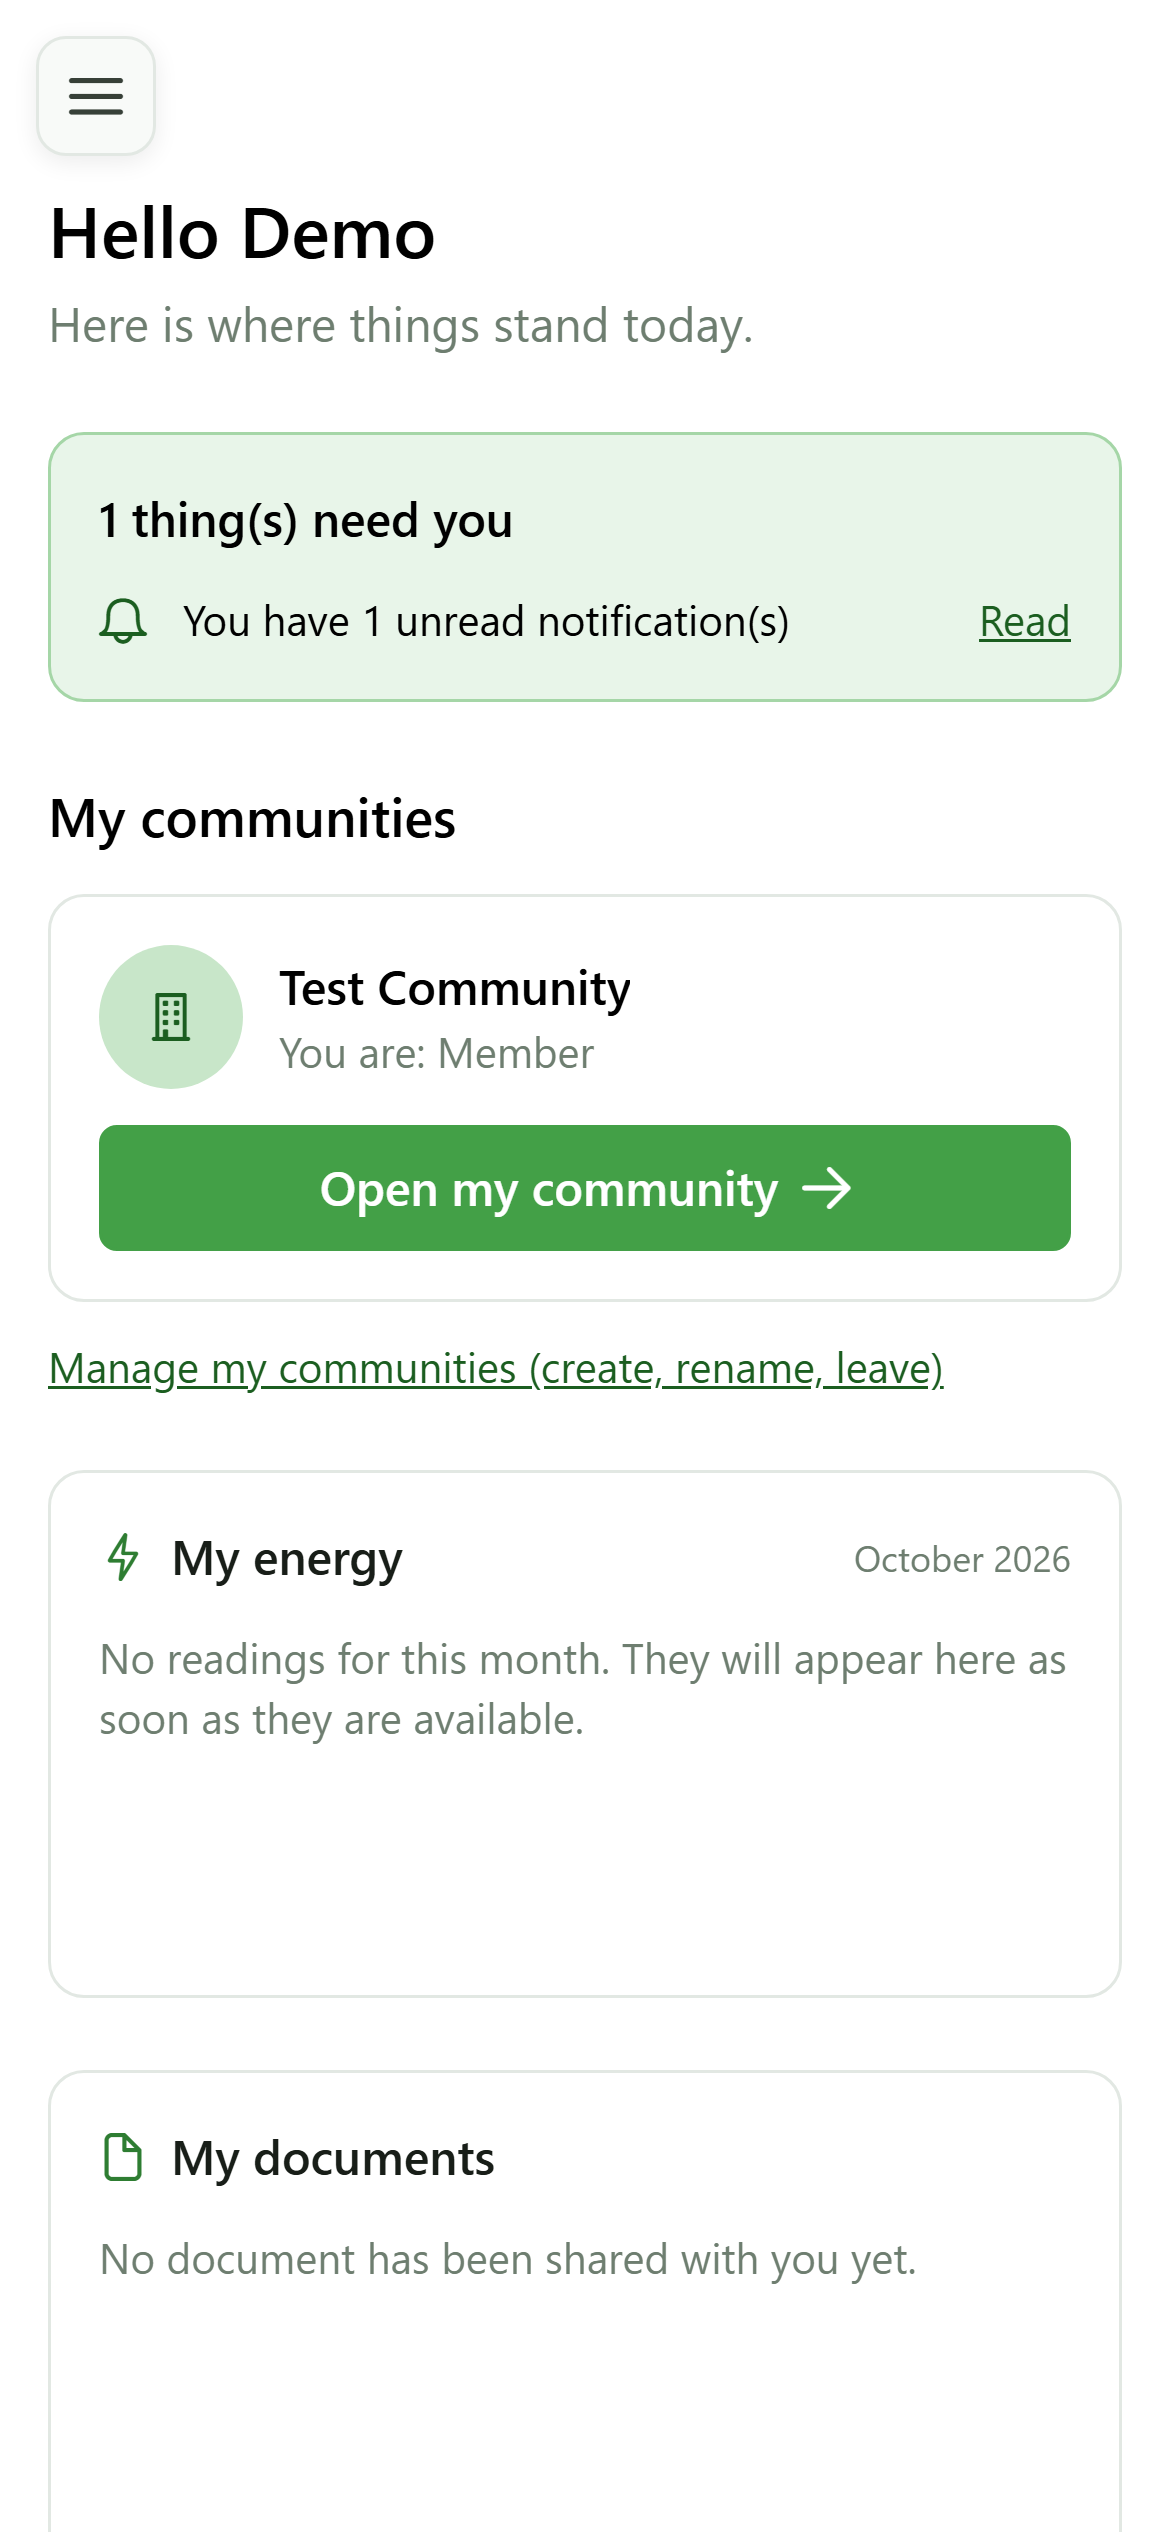 Hello Demo
Here is where things stand today.
1 thing(s) need you
You have 1 unread notification(s)
Read
My communities
Test Community
You are: Member
Open my community
Manage my communities (create, rename, leave)
My energy
October 2026
No readings for this month. They will appear here as
soon as they are available.
My documents
No document has been shared with you yet.